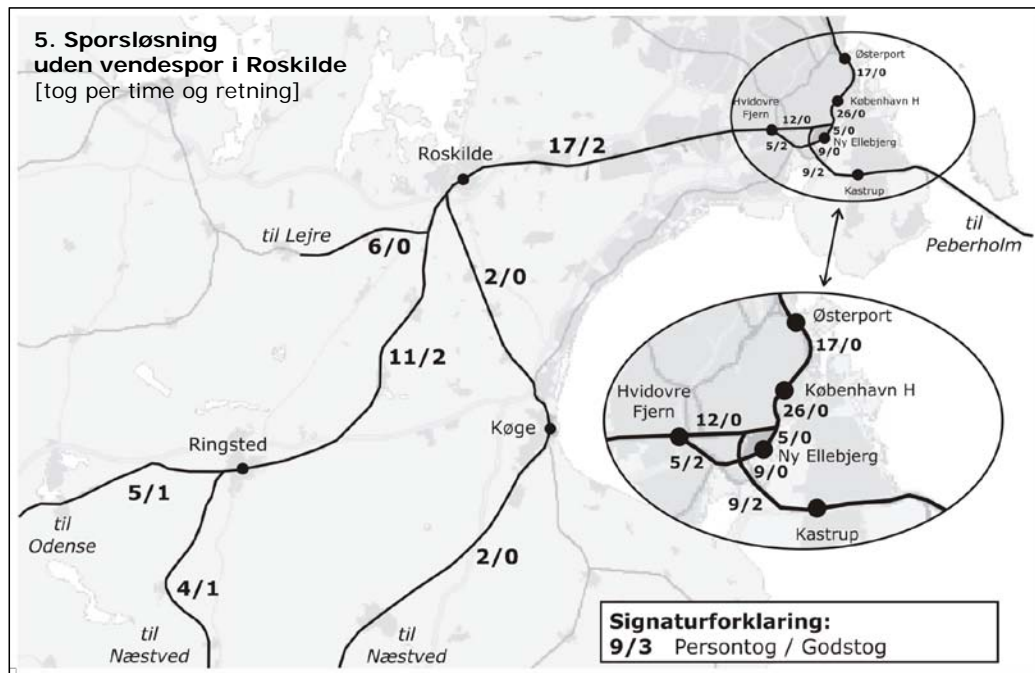 5. Sporsløsning
uden vendespor i Roskilde
[tog per time og retning]
Østerport
17/0
København H
26/0
Hvidovre
Fjern
12/0
5/0
Ny Ellebjerg
5/2
9/0
9/2
Kastrup
til
Peberholm
17/2
Roskilde
til Lejre
6/0
2/0
11/2
Østerport
17/0
København H
26/0
Hvidovre
Fjern
12/0
5/0
Ny Ellebjerg
5/2
9/0
9/2
Kastrup
Ringsted
Køge
5/1
til
Odense
4/1
2/0
til
Næstved
til
Næstved
Signaturforklaring:
9/3 Persontog / Godstog